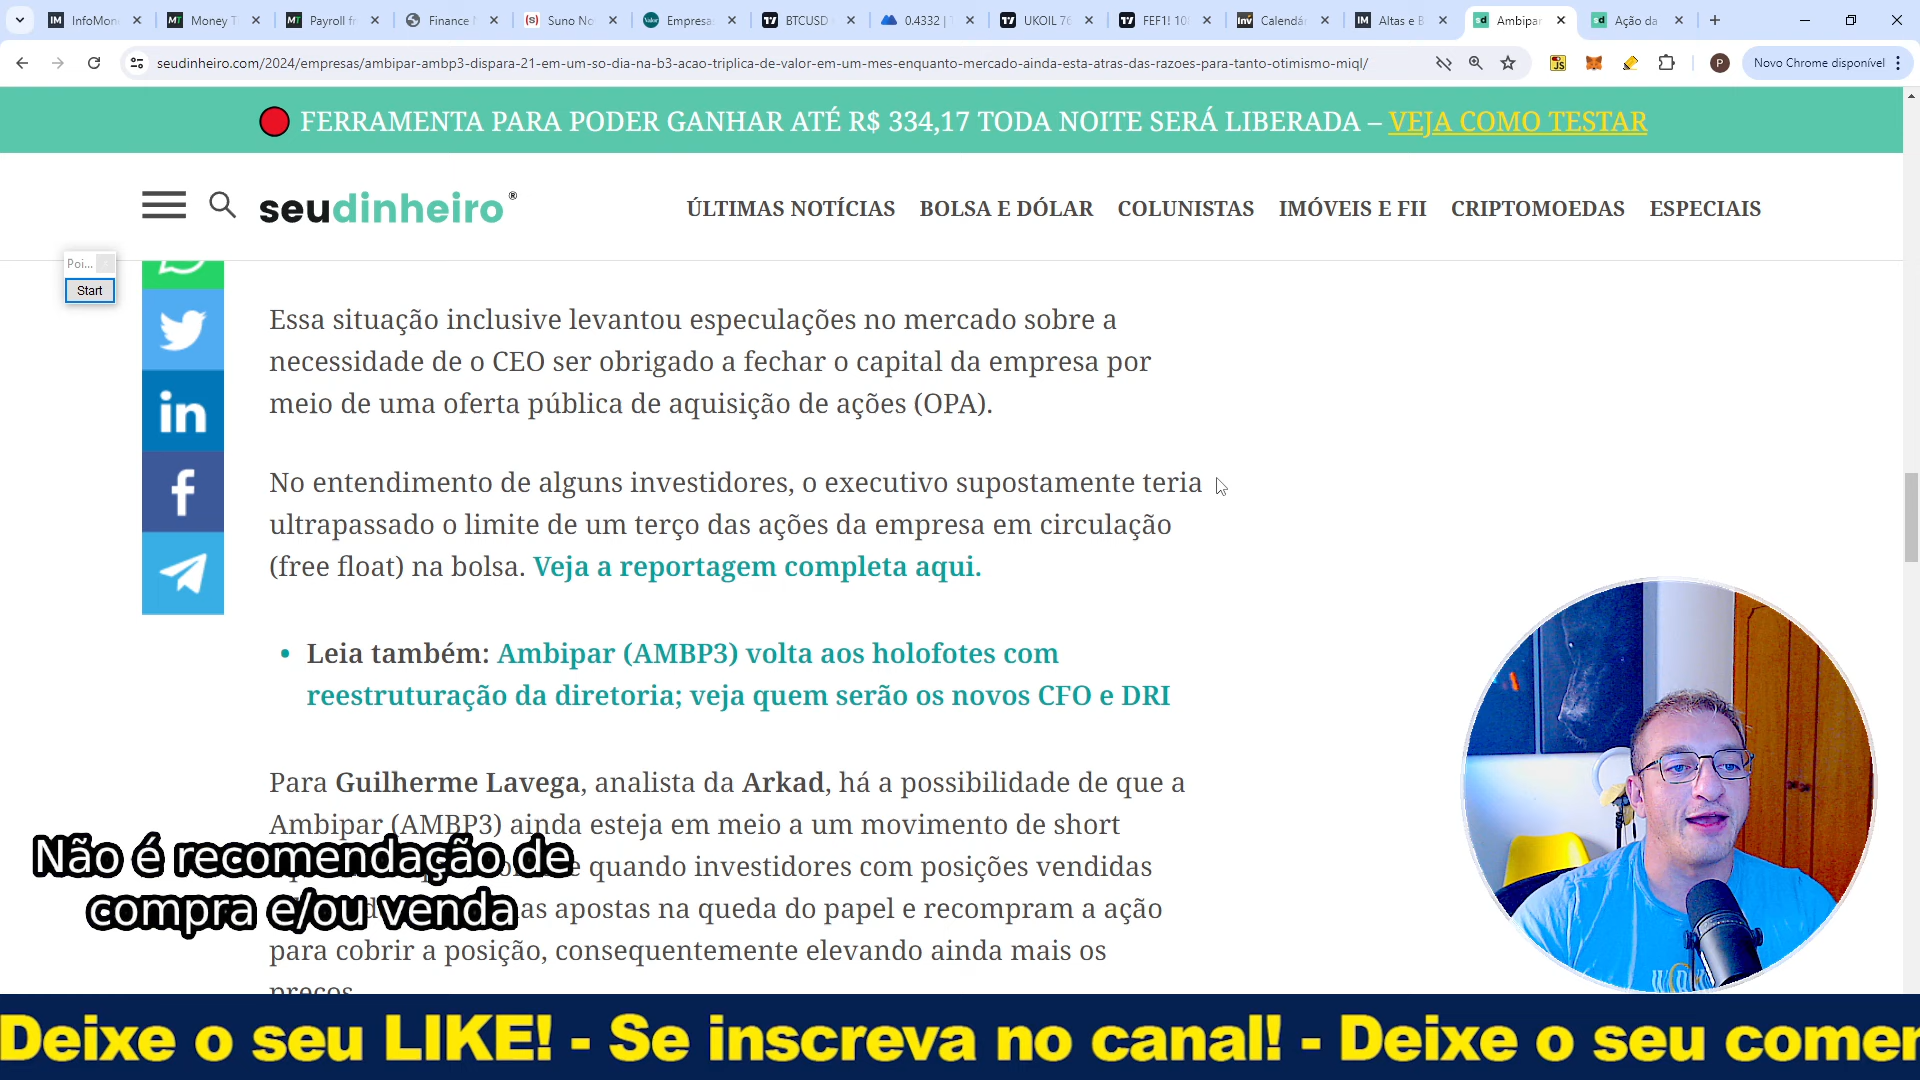 InfoMon
Money T
Payroll fr
Finance N
Suno No
Empresa
BTCUSD
0.4332 | T
UKOIL 76
FEF1! 10
Calendár
Altas e B
Ambipar
Ação da
seudinheiro.com/2024/empresas/ambipar-ambp3-dispara-21-em-um-so-dia-na-b3-acao-triplica-de-valor-em-um-mes-enquanto-mercado-ainda-esta-atras-das-razoes-para-tanto-otimismo-miql/
Novo Chrome disponível
FERRAMENTA PARA PODER GANHAR ATÉ R$ 334,17 TODA NOITE SERÁ LIBERADA – VEJA COMO TESTAR
seudinheiro®
ÚLTIMAS NOTÍCIAS BOLSA E DÓLAR COLUNISTAS IMÓVEIS E FII CRIPTOMOEDAS ESPECIAIS
Poi...
Start
Essa situação inclusive levantou especulações no mercado sobre a
necessidade de o CEO ser obrigado a fechar o capital da empresa por
meio de uma oferta pública de aquisição de ações (OPA).
No entendimento de alguns investidores, o executivo supostamente teria
ultrapassado o limite de um terço das ações da empresa em circulação
(free float) na bolsa. Veja a reportagem completa aqui.
• Leia também: Ambipar (AMBP3) volta aos holofotes com
reestruturação da diretoria; veja quem serão os novos CFO e DRI
Para Guilherme Lavega, analista da Arkad, há a possibilidade de que a
Ambipar (AMBP3) ainda esteja em meio a um movimento de short
quando investidores com posições vendidas
apostas na queda do papel e recompram a ação
para cobrir a posição, consequentemente elevando ainda mais os
preços
Não é recomendação de
compra e/ou venda
Deixe o seu LIKE! - Se inscreva no canal! - Deixe o seu comen